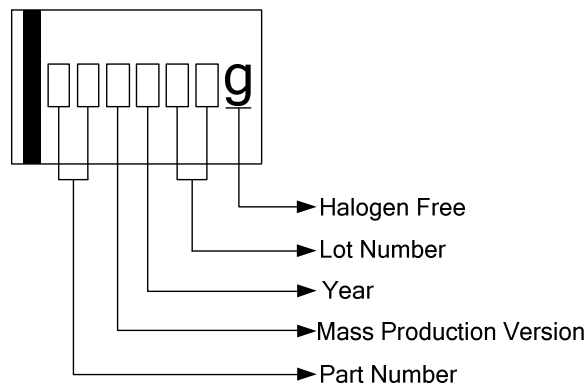 g
Halogen Free
Lot Number
Year
Mass Production Version
Part Number